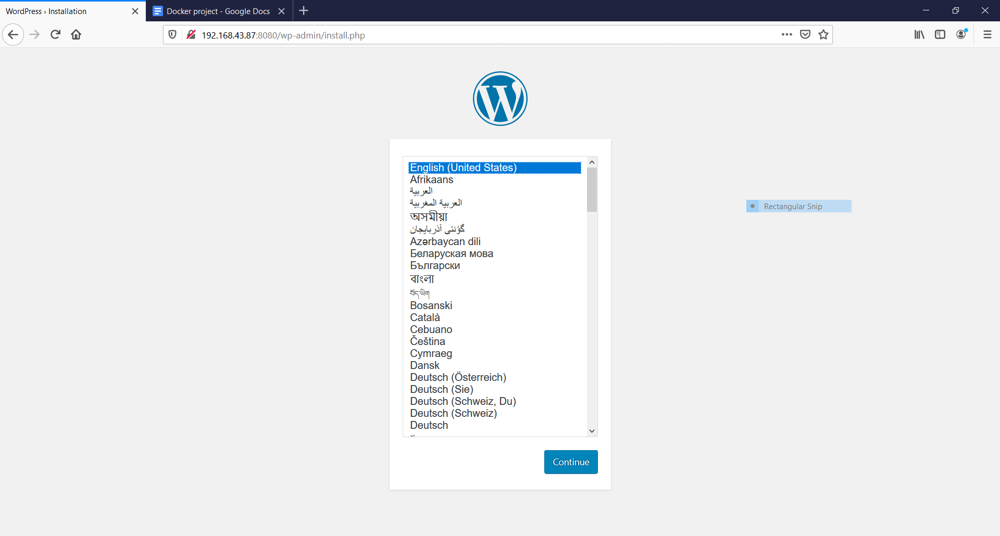 WordPress › Installation
Docker project - Google Docs
192.168.43.87:8080/wp-admin/install.php
English (United States)
Afrikaans
العربية
العربية المغربية
অসমীয়া
گؤنئی آذربایجان
Azərbaycan dili
Беларуская мова
Български
বাংলা
བོད་ཡིག
Bosanski
Català
Cebuano
Čeština
Cymraeg
Dansk
Deutsch (Österreich)
Deutsch (Sie)
Deutsch (Schweiz, Du)
Deutsch (Schweiz)
Deutsch
Continue
Rectangular Snip